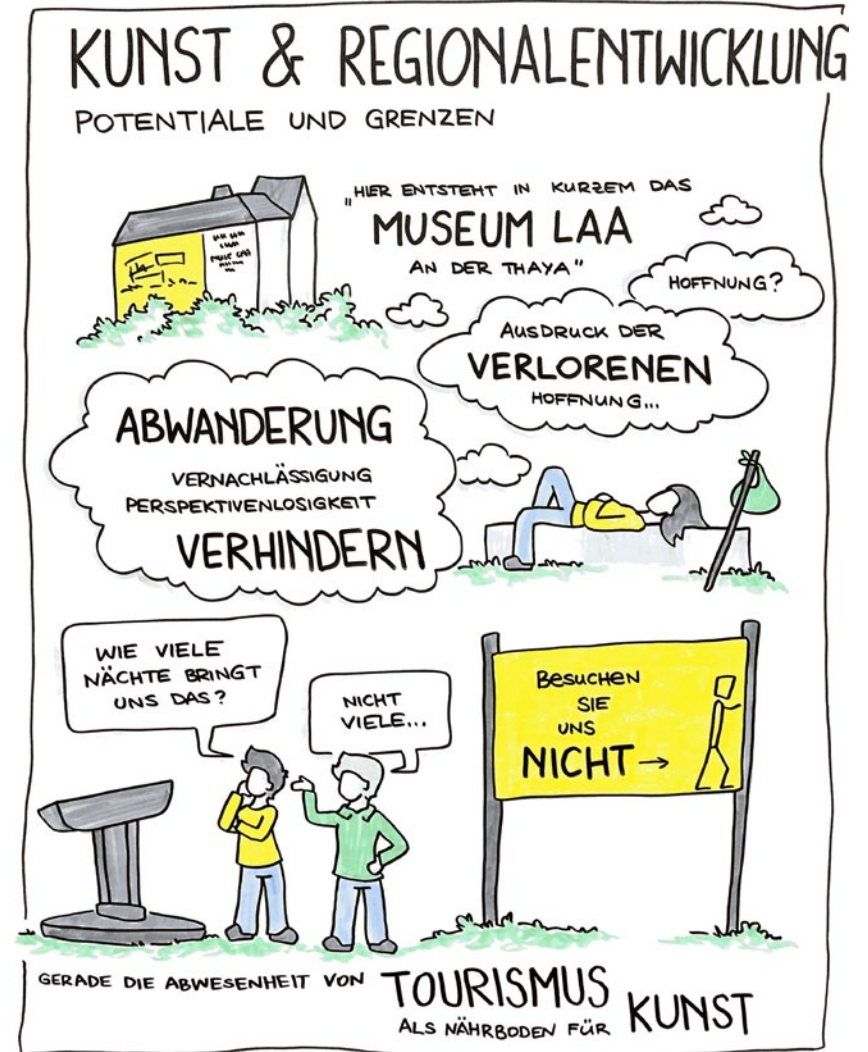 KUNST & REGIONALENTWICKLUNG
POTENTIALE UND GRENZEN
„HIER ENTSTEHT IN KURZEM DAS
MUSEUM LAA
AN DER THAYA"
HOFFNUNG?
AUSDRUCK DER
VERLORENEN
HOFFNUNG...
ABWANDERUNG
VERNACHLÄSSIGUNG
PERSPEKTIVENLOSIGKEIT
VERHINDERN
WIE VIELE
NÄCHTE BRINGT
UNS DAS?
NICHT
VIELE...
BESUCHEN
SIE
UNS
NICHT →
GERADE DIE ABWESENHEIT VON TOURISMUS
ALS NÄHRBODEN FÜR KUNST